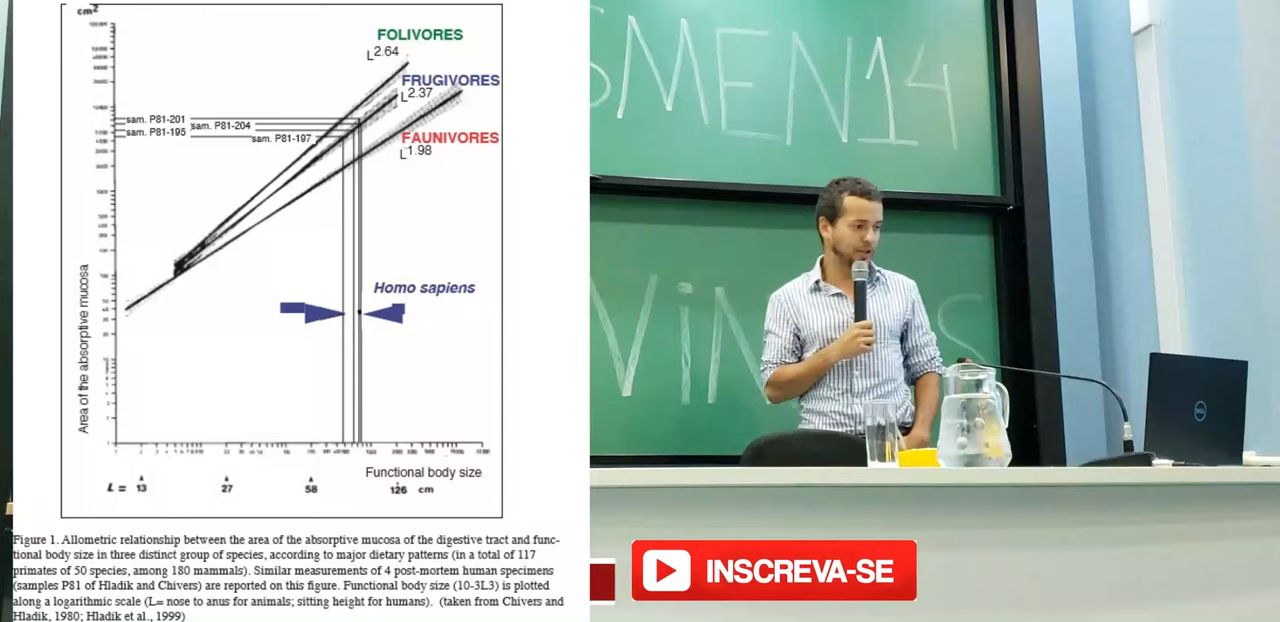 cm²
FOLIVORES
L2.64
FRUGIVORES
L2.37
sam. P81-201
sam. P81-204
sam. P81-195
sam. P81-197
FAUNIVORES
L1.98
Homo sapiens
Area of the absorptive mucosa
Functional body size
L = 13 27 58 126 cm
Figure 1. Allometric relationship between the area of the absorptive mucosa of the digestive tract and func-
tional body size in three distinct group of species, according to major dietary patterns (in a total of 117
primates of 50 species, among 180 mammals). Similar measurements of 4 post-mortem human specimens
(samples P81 of Hladik and Chivers) are reported on this figure. Functional body size (10-3L3) is plotted
along a logarithmic scale (L= nose to anus for animals; sitting height for humans). (taken from Chivers and
Hladik, 1980; Hladik et al., 1999)
SMEN14
ViN
S
DELL
INSCREVA-SE